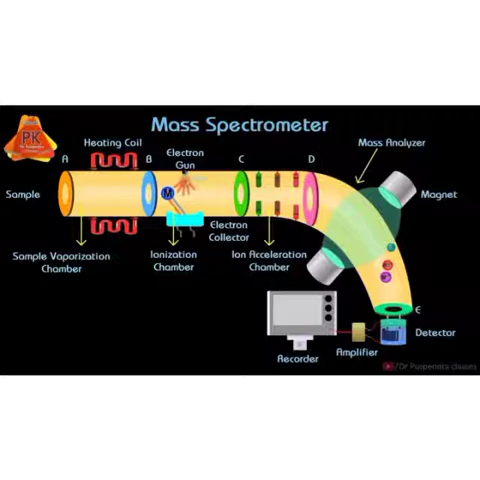 Mass Spectrometer
PK
Heating Coil
Electron
Gun
Mass Analyzer
A
B
C
D
Sample
M
Magnet
Electron
Collector
Sample Vaporization
Chamber
Ionization
Chamber
Ion Acceleration
Chamber
E
Detector
Recorder
Amplifier
/Dr Puspendra classes